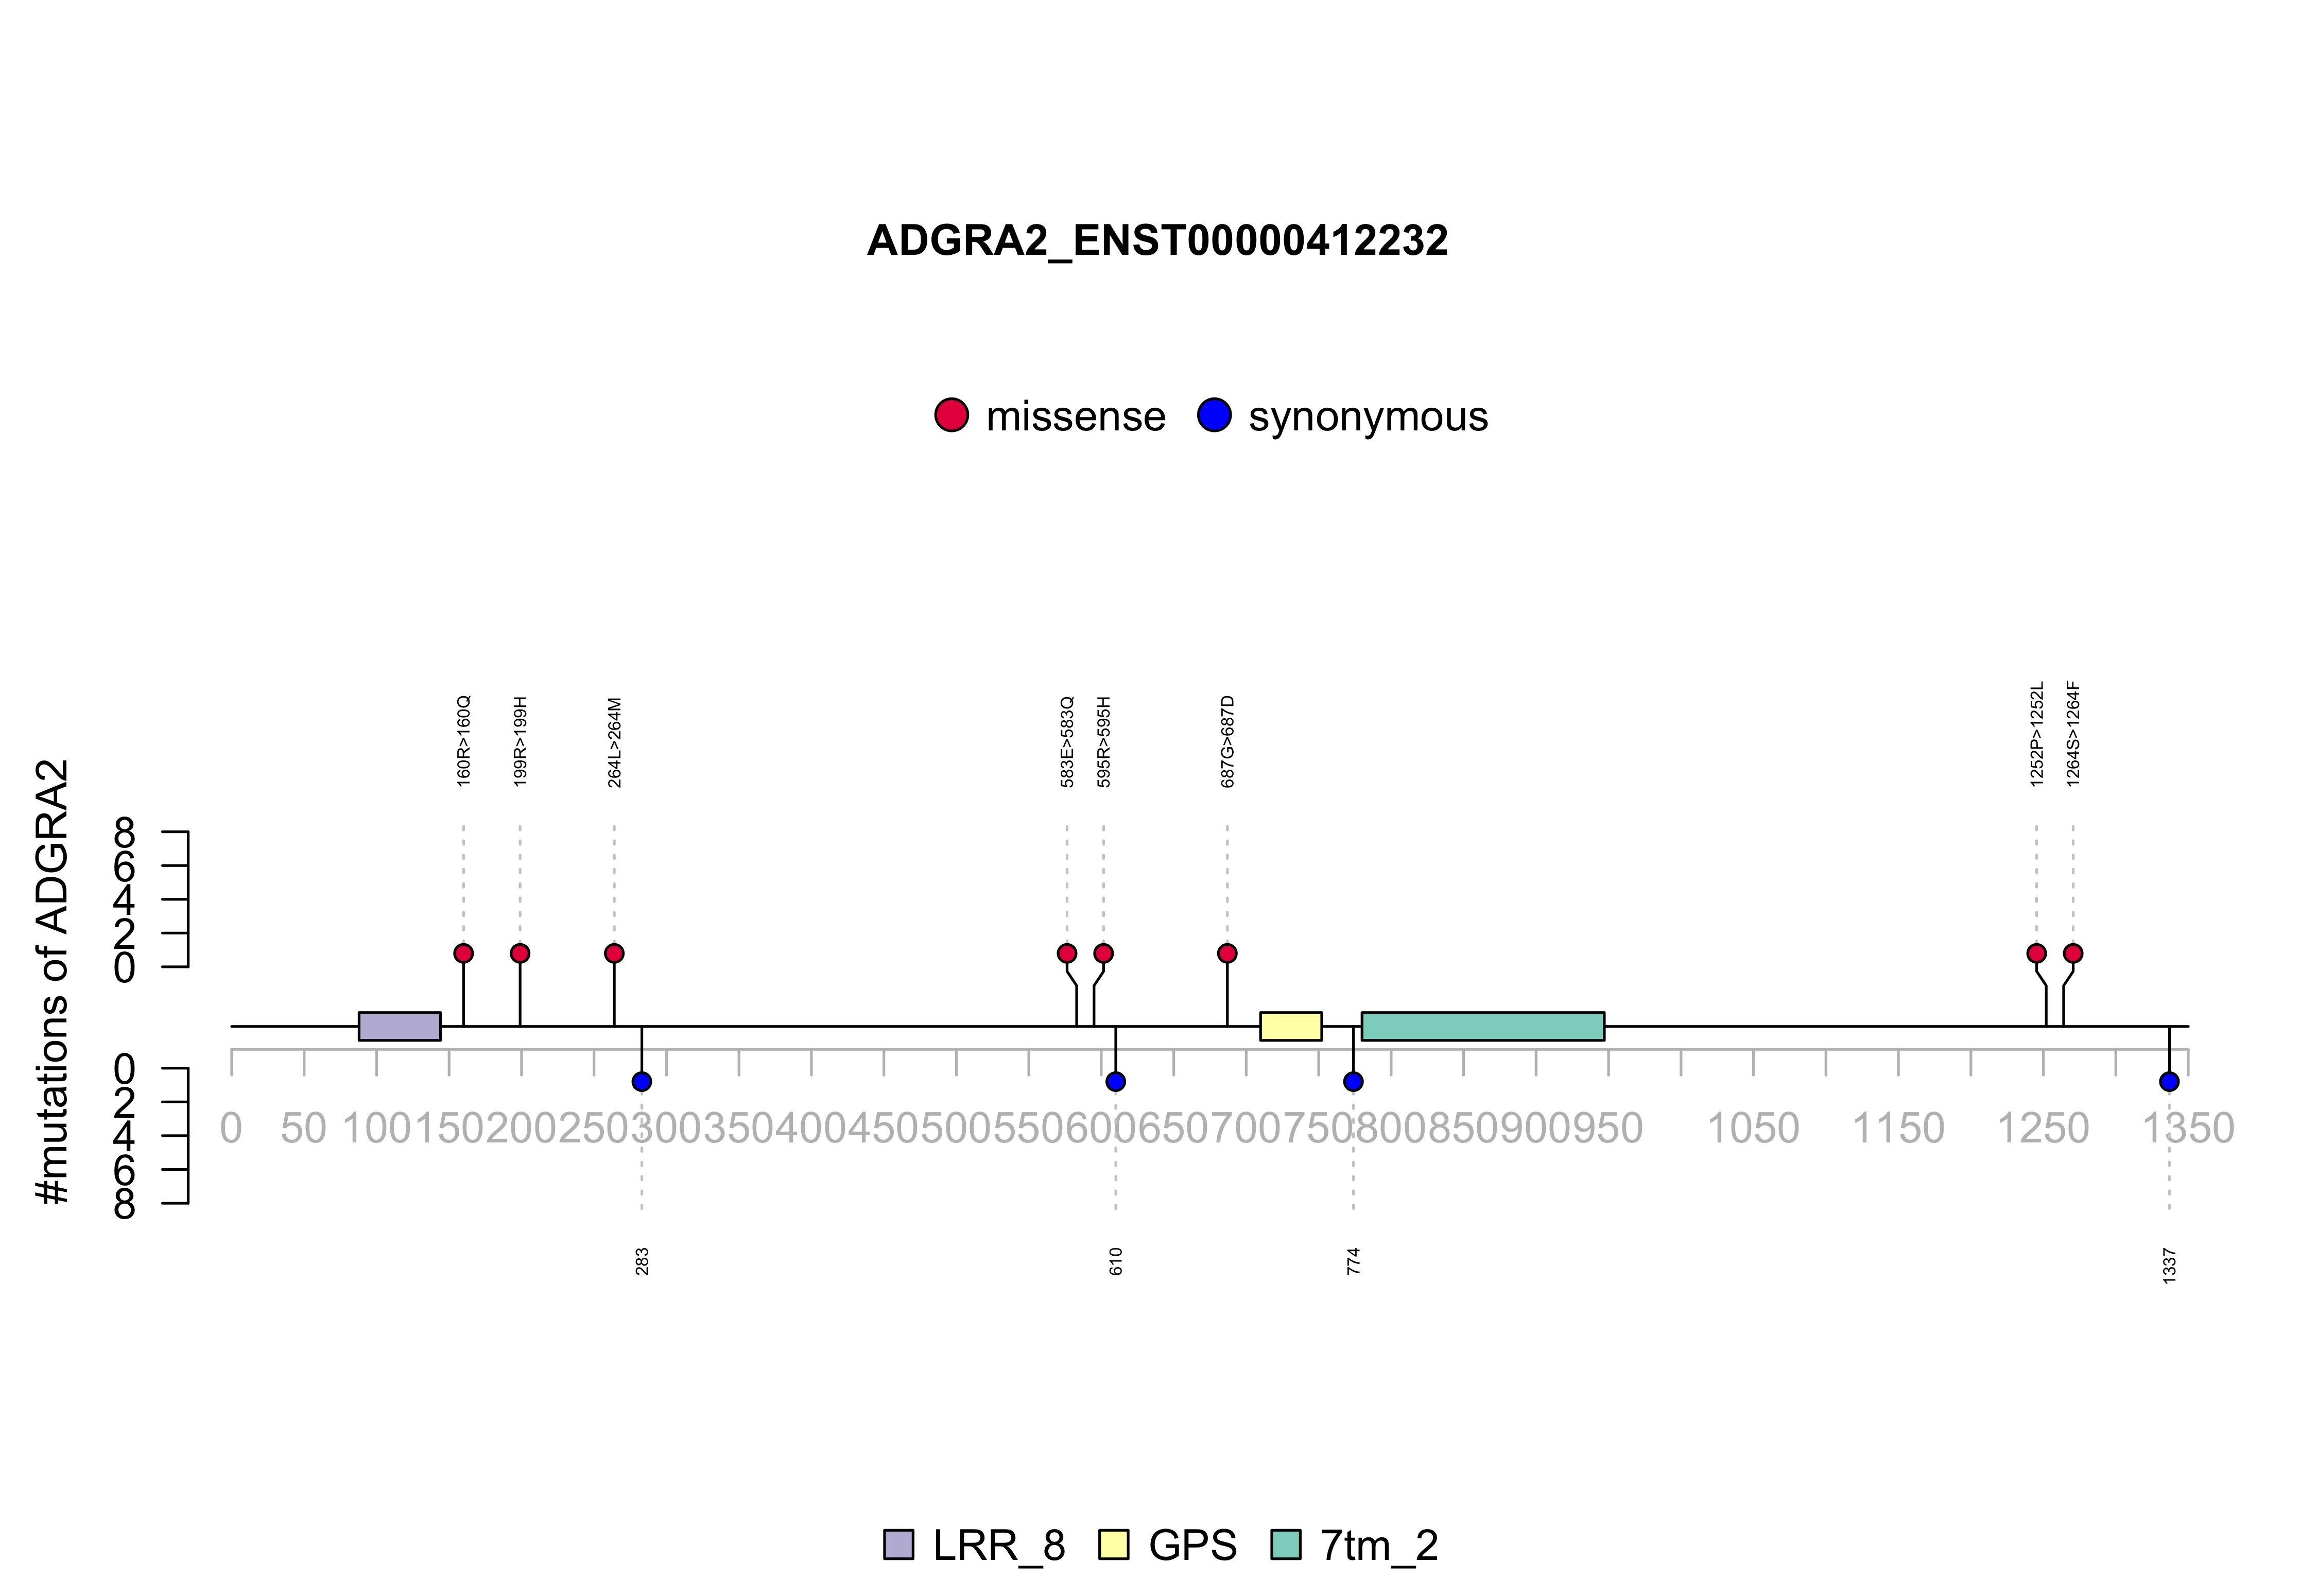 ADGRA2_ENST00000412232
missense synonymous
160R>160Q
199R>199H
264L>264M
583E>583Q
595R>595H
687G>687D
1252P>1252L
1264S>1264F
#mutations of ADGRA2
8
6
4
2
0
0
2
4
6
8
0 50 100 150 200 250 300 350 400 450 500 550 600 650 700 750 800 850 900 950 1050 1150 1250 1350
283
610
774
1337
LRR_8 GPS 7tm_2